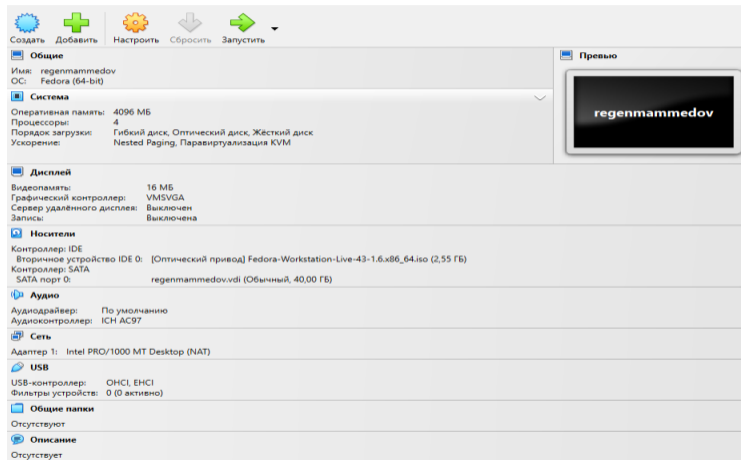 Создать Добавить Настроить Сбросить Запустить
Общие
Имя: regenmammedov
ОС: Fedora (64-bit)
Система
Оперативная память: 4096 МБ
Процессоры: 4
Порядок загрузки: Гибкий диск, Оптический диск, Жёсткий диск
Ускорение: Nested Paging, Паравиртуализация KVM
Превью
regenmammedov
Дисплей
Видеопамять: 16 МБ
Графический контроллер: VMSVGA
Сервер удалённого дисплея: Выключен
Запись: Выключена
Носители
Контроллер: IDE
Вторичное устройство IDE 0: [Оптический привод] Fedora-Workstation-Live-43-1.6.x86_64.iso (2,55 ГБ)
Контроллер: SATA
SATA порт 0: regenmammedov.vdi (Обычный, 40,00 ГБ)
Аудио
Аудиодрайвер: По умолчанию
Аудиоконтроллер: ICH AC97
Сеть
Адаптер 1: Intel PRO/1000 MT Desktop (NAT)
USB
USB-контроллер: OHCI, EHCI
Фильтры устройств: 0 (0 активно)
Общие папки
Отсутствуют
Описание
Отсутствует